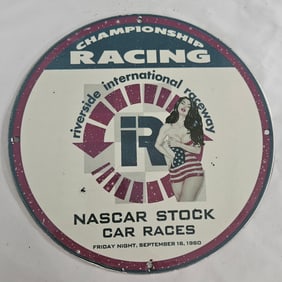 CHAMPIONSHIP
RACING
riverside international raceway
iR
NASCAR STOCK
CAR RACES
FRIDAY NIGHT, SEPTEMBER 16, 1960